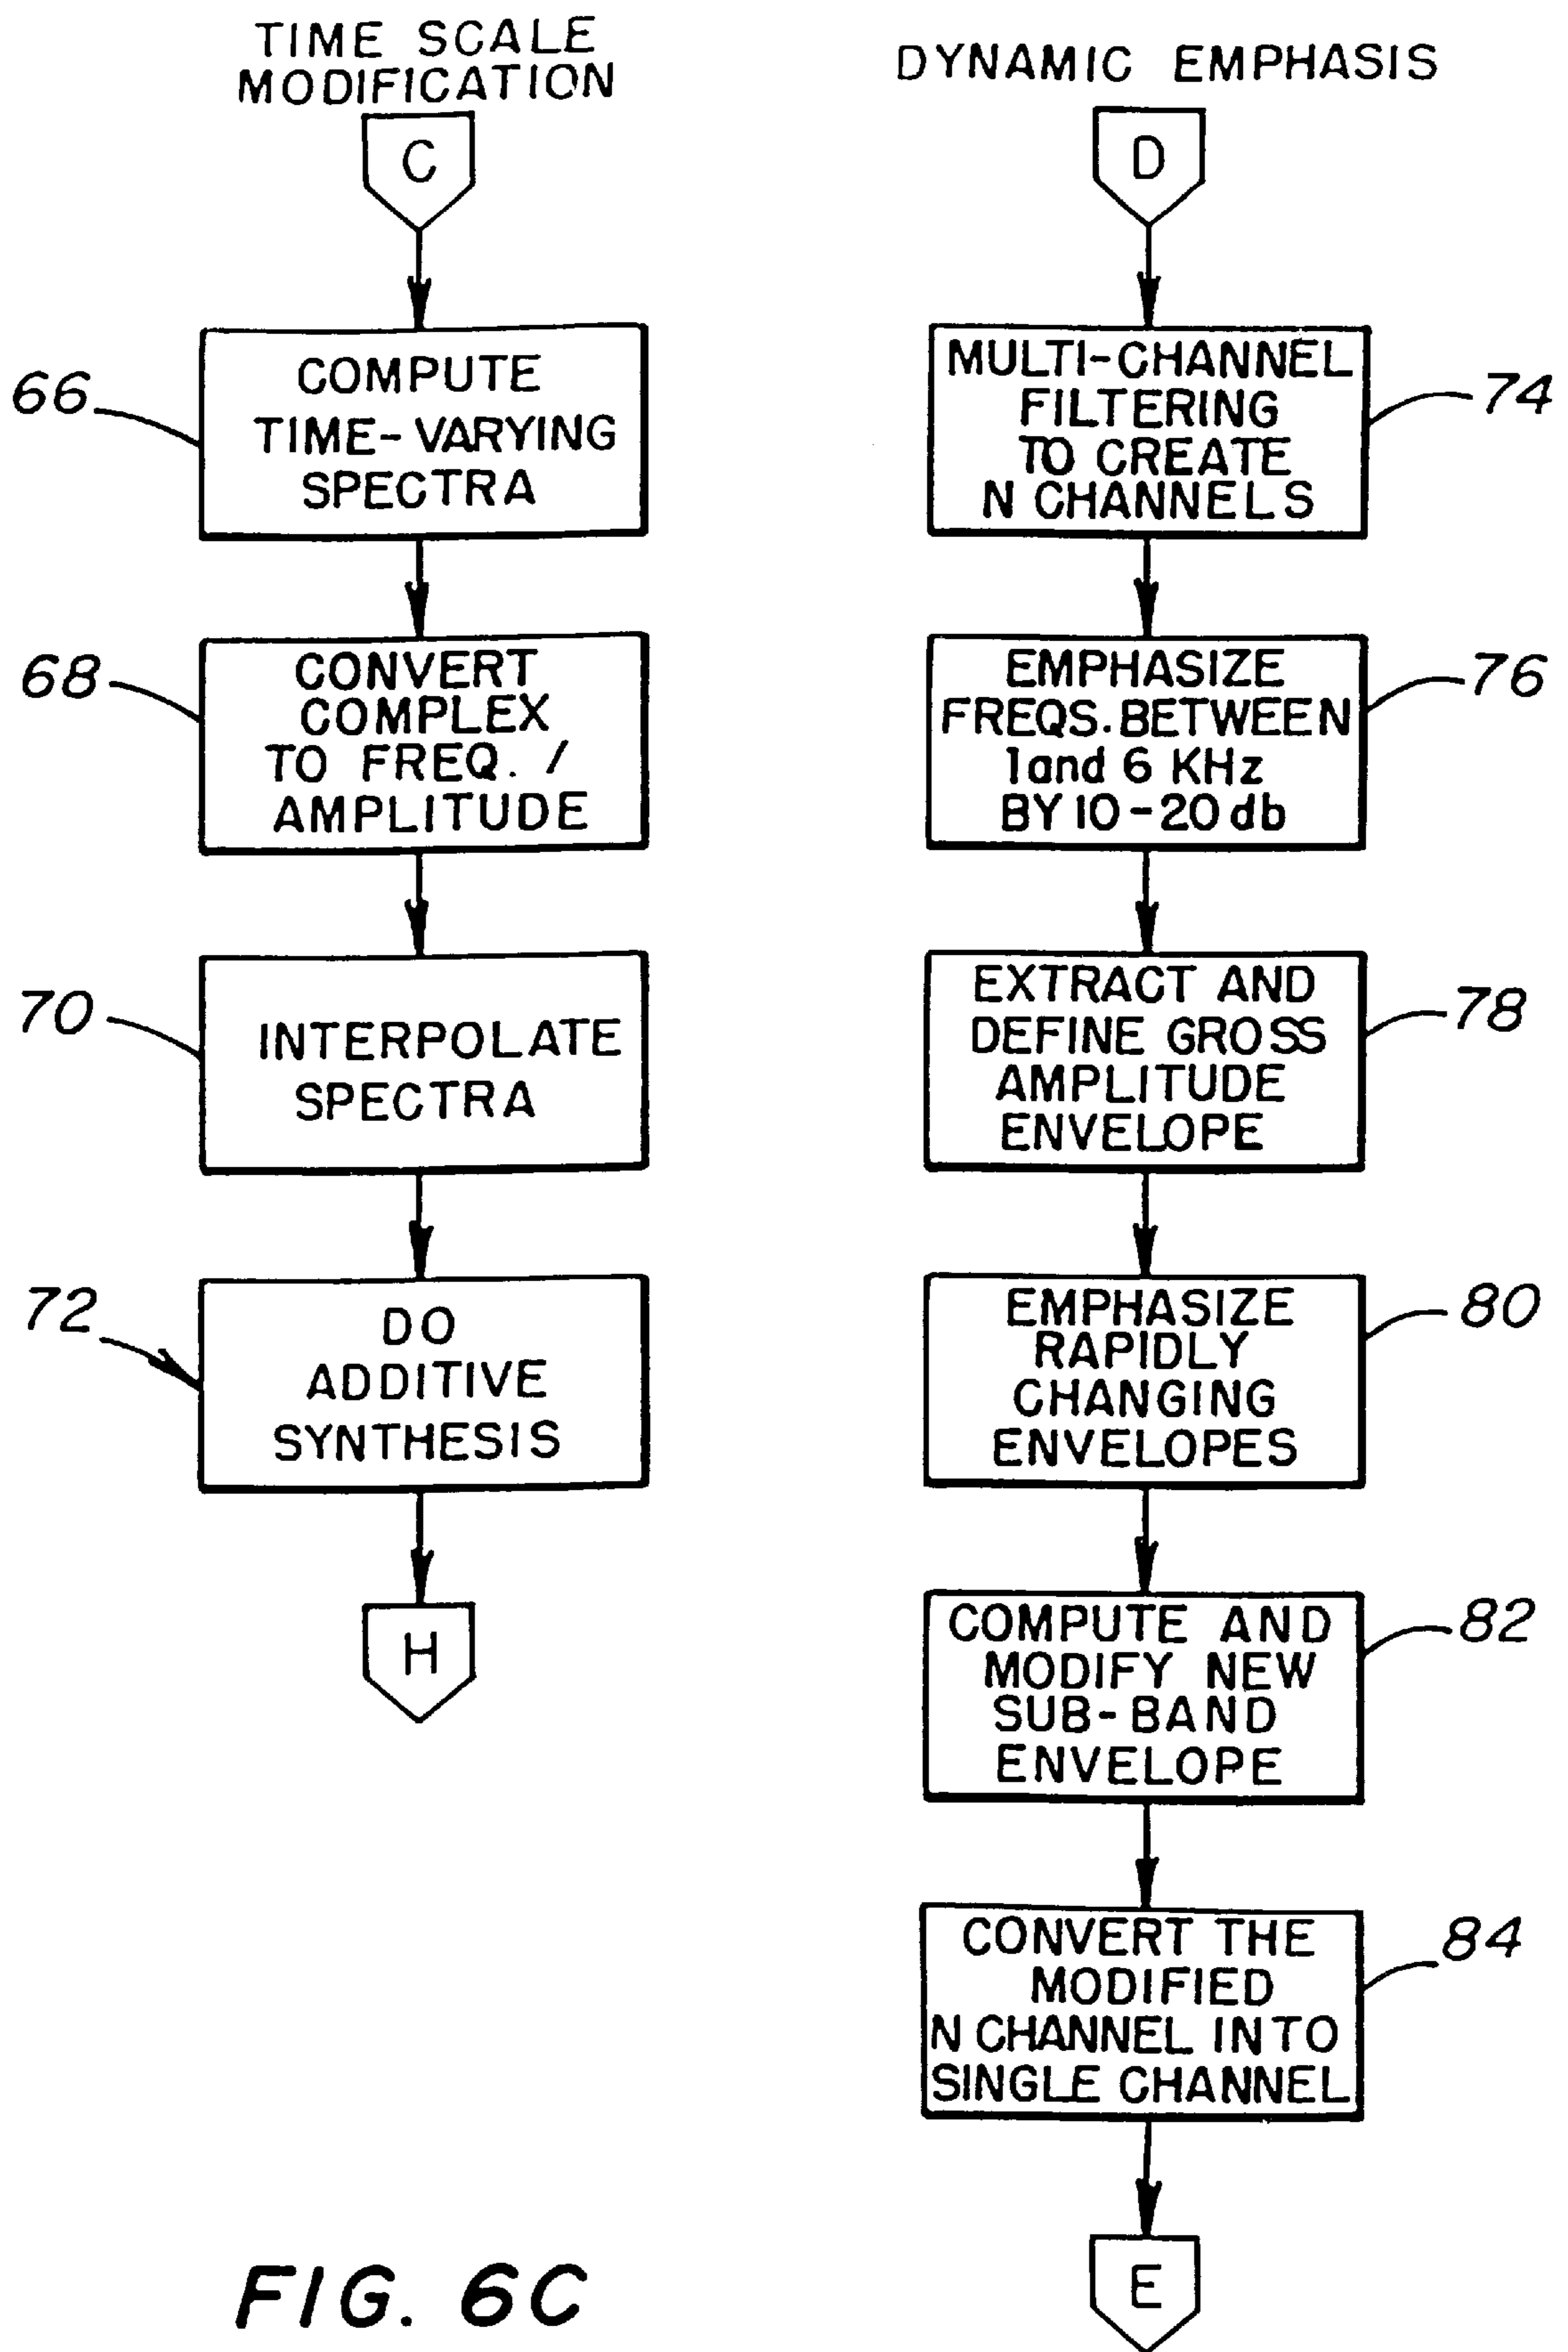 TIME SCALE
MODIFICATION
C
66
COMPUTE
TIME-VARYING
SPECTRA
68
CONVERT
COMPLEX
TO FREQ. /
AMPLITUDE
70
INTERPOLATE
SPECTRA
72
DO
ADDITIVE
SYNTHESIS
H
DYNAMIC EMPHASIS
D
MULTI-CHANNEL
FILTERING
TO CREATE
N CHANNELS
74
EMPHASIZE
FREQS. BETWEEN
1 and 6 KHz
BY 10-20 db
76
EXTRACT AND
DEFINE GROSS
AMPLITUDE
ENVELOPE
78
EMPHASIZE
RAPIDLY
CHANGING
ENVELOPES
80
COMPUTE AND
MODIFY NEW
SUB-BAND
ENVELOPE
82
CONVERT THE
MODIFIED
N CHANNEL INTO
SINGLE CHANNEL
84
E
FIG. 6C